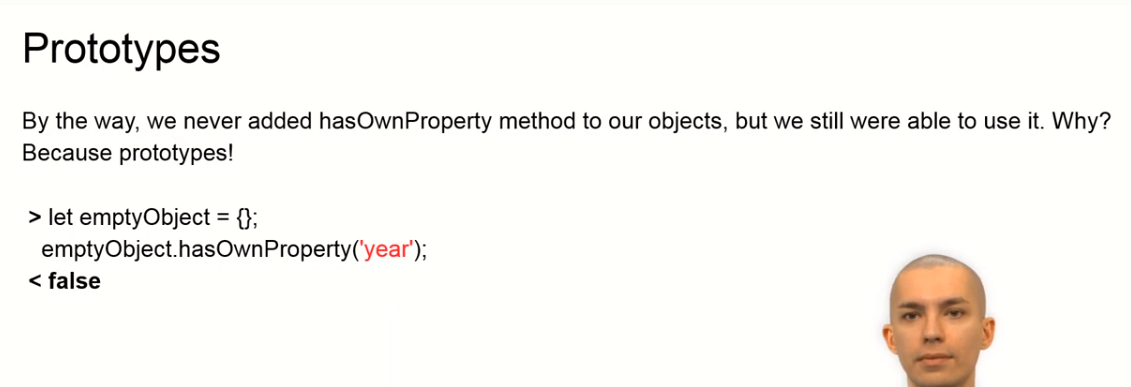 Prototypes
By the way, we never added hasOwnProperty method to our objects, but we still were able to use it. Why?
Because prototypes!
> let emptyObject = {};
emptyObject.hasOwnProperty('year');
< false